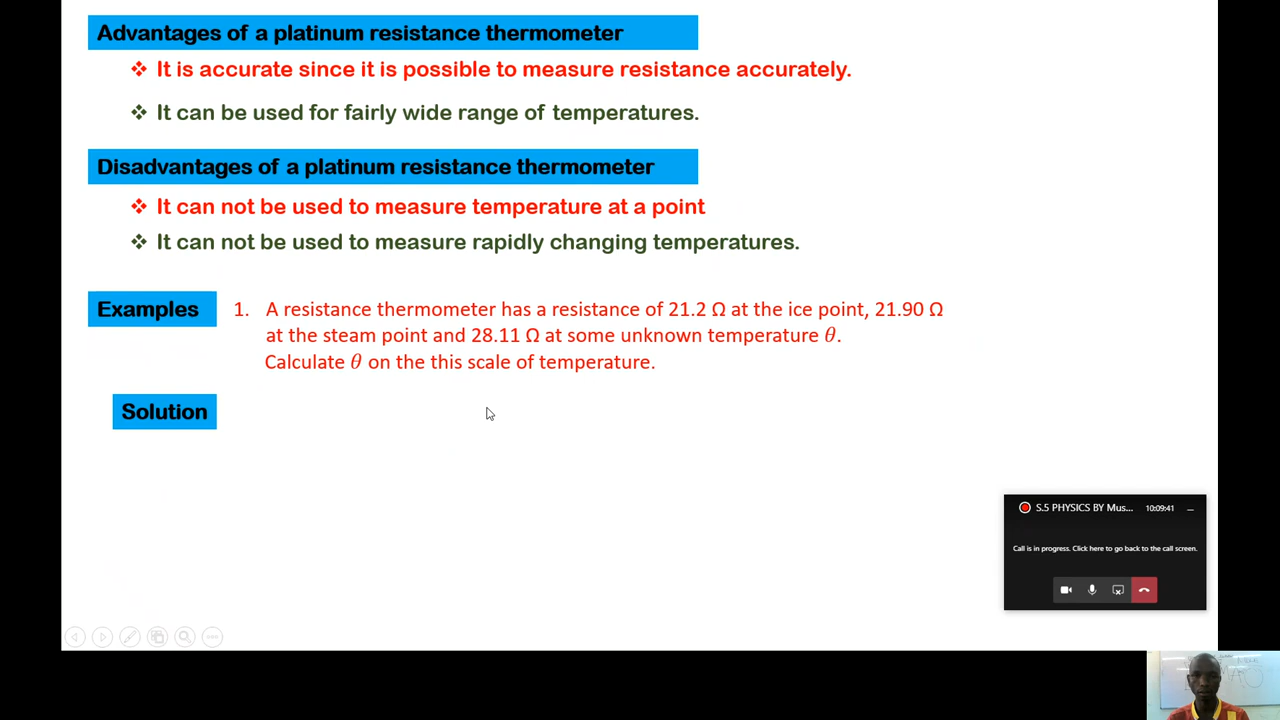 Advantages of a platinum resistance thermometer
❖ It is accurate since it is possible to measure resistance accurately.
❖ It can be used for fairly wide range of temperatures.
Disadvantages of a platinum resistance thermometer
❖ It can not be used to measure temperature at a point
❖ It can not be used to measure rapidly changing temperatures.
Examples
1. A resistance thermometer has a resistance of 21.2 Ω at the ice point, 21.90 Ω
at the steam point and 28.11 Ω at some unknown temperature θ.
Calculate θ on the this scale of temperature.
Solution
S.5 PHYSICS BY Mus... 10:09:41
Call is in progress. Click here to go back to the call screen.